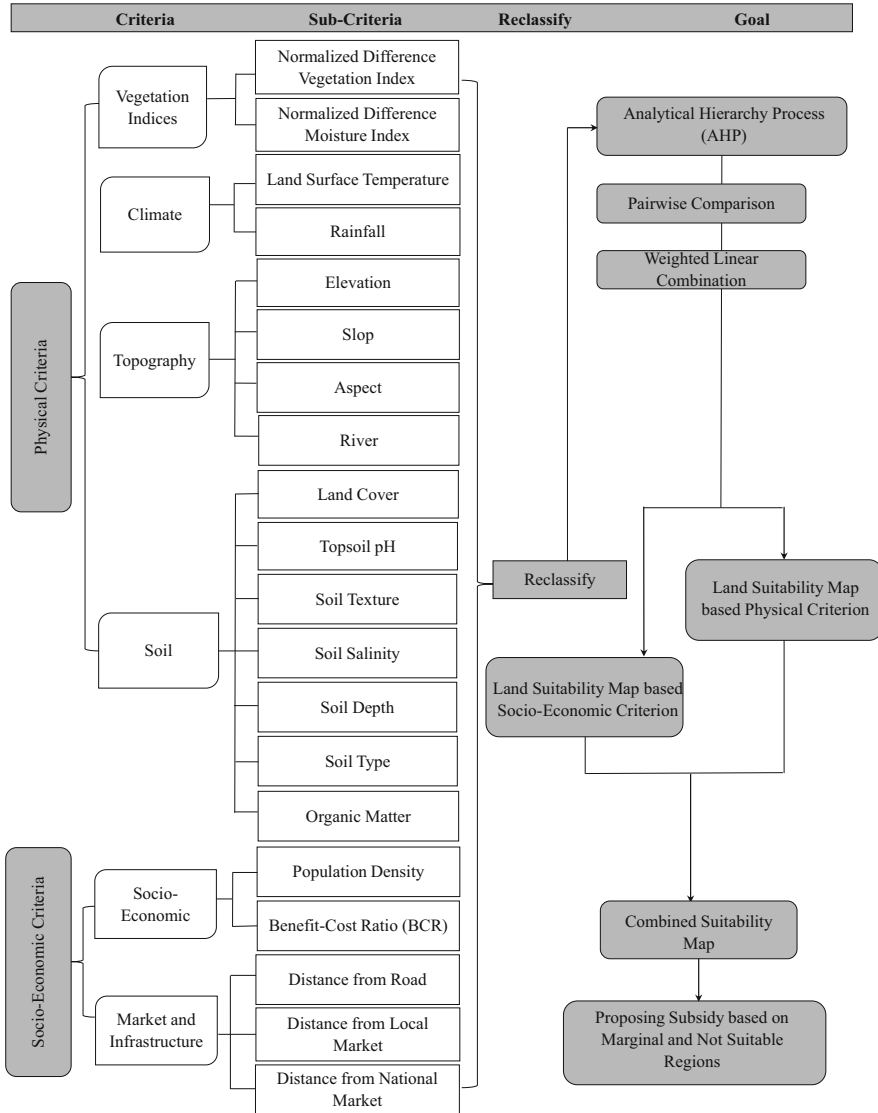 Criteria
Sub-Criteria
Reclassify
Goal
Physical Criteria
Vegetation
Indices
Normalized Difference
Vegetation Index
Normalized Difference
Moisture Index
Climate
Land Surface Temperature
Rainfall
Topography
Elevation
Slop
Aspect
River
Soil
Land Cover
Topsoil pH
Soil Texture
Soil Salinity
Soil Depth
Soil Type
Organic Matter
Socio-Economic Criteria
Socio-
Economic
Population Density
Benefit-Cost Ratio (BCR)
Market and
Infrastructure
Distance from Road
Distance from Local
Market
Distance from National
Market
Reclassify
Analytical Hierarchy Process
(AHP)
Pairwise Comparison
Weighted Linear
Combination
Land Suitability Map
based Physical Criterion
Land Suitability Map based
Socio-Economic Criterion
Combined Suitability
Map
Proposing Subsidy based on
Marginal and Not Suitable
Regions